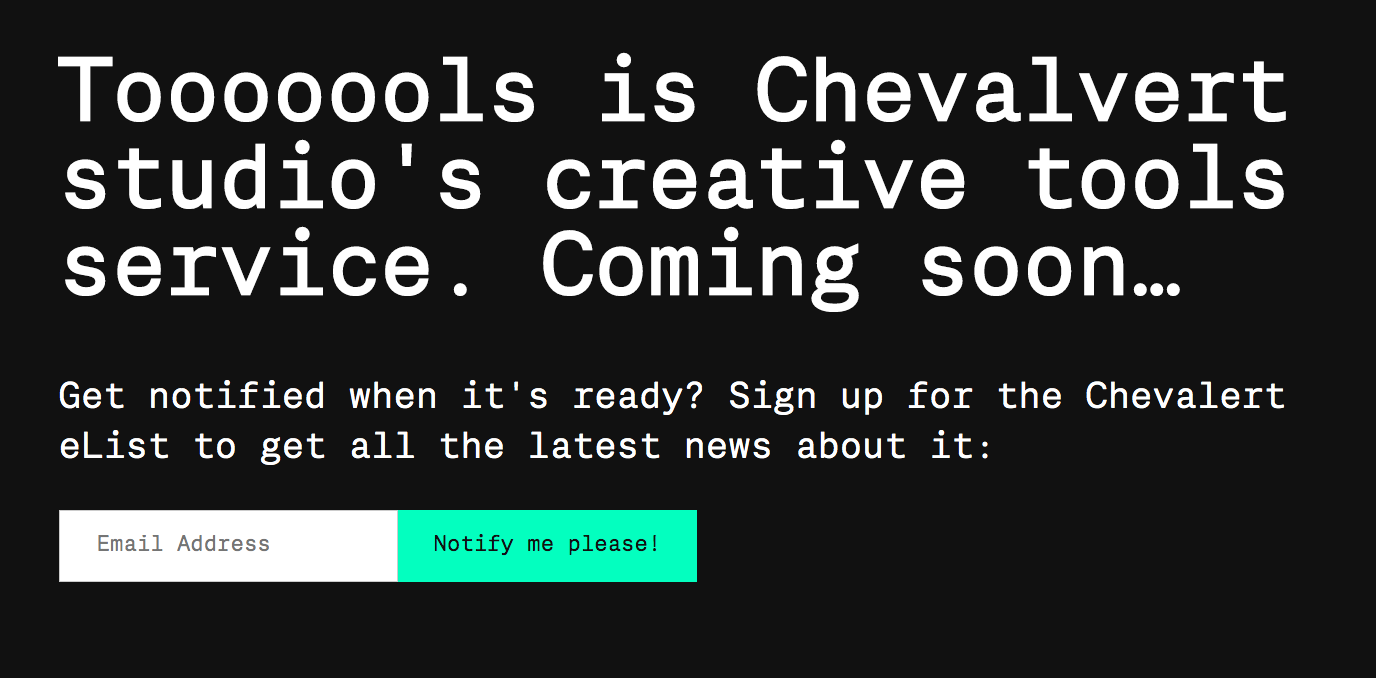 Tooooools is Chevalvert
studio's creative tools
service. Coming soon…
Get notified when it's ready? Sign up for the Chevalert
eList to get all the latest news about it:
Email Address
Notify me please!